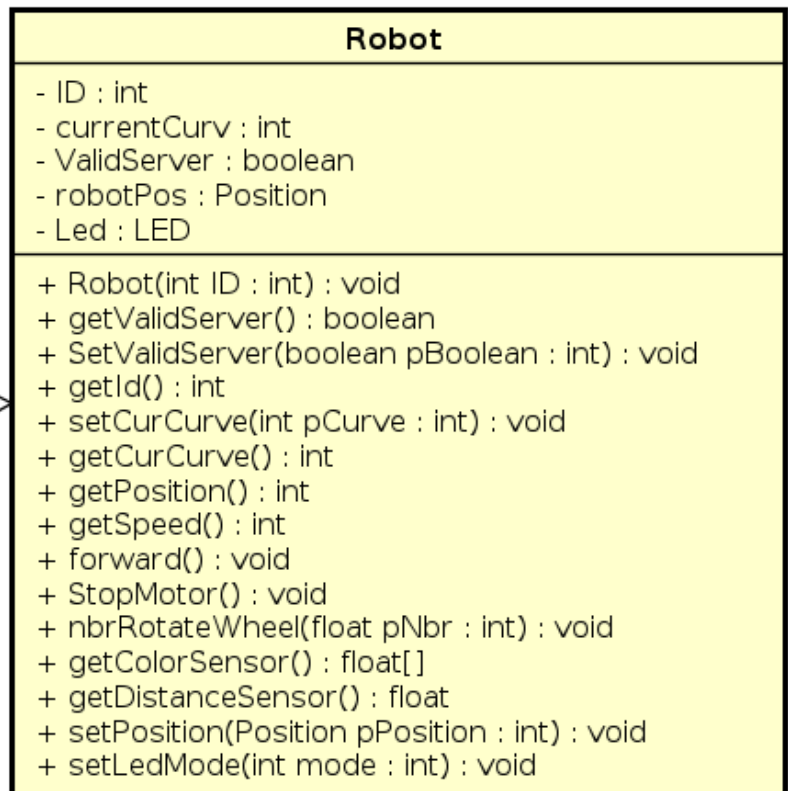 Robot
- ID : int
- currentCurv : int
- ValidServer : boolean
- robotPos : Position
- Led : LED
+ Robot(int ID : int) : void
+ getValidServer() : boolean
+ SetValidServer(boolean pBoolean : int) : void
+ getId() : int
+ setCurCurve(int pCurve : int) : void
+ getCurCurve() : int
+ getPosition() : int
+ getSpeed() : int
+ forward() : void
+ StopMotor() : void
+ nbrRotateWheel(float pNbr : int) : void
+ getColorSensor() : float[]
+ getDistanceSensor() : float
+ setPosition(Position pPosition : int) : void
+ setLedMode(int mode : int) : void